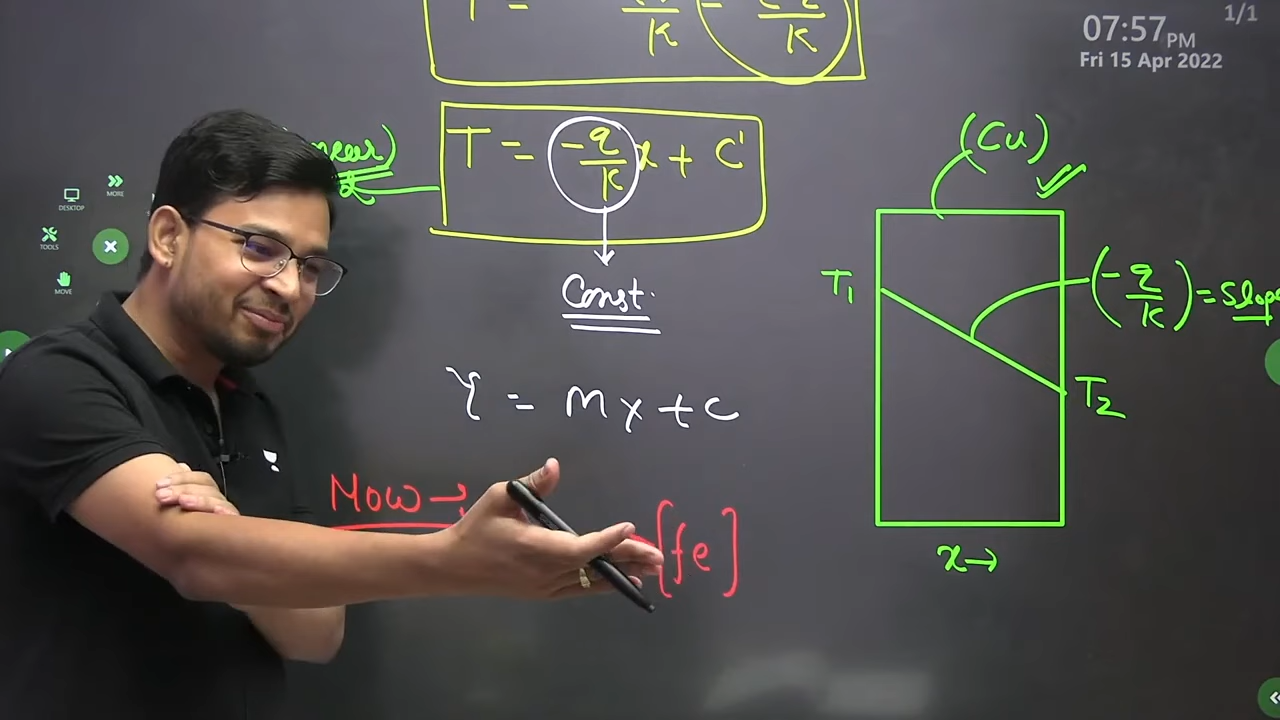 1/1
07:57 PM
Fri 15 Apr 2022
K K
T = -q/K x + C'
Const.
Y = Mx + C
Now →
[fe]
(Cu)
T1
(-q/K) = Slope
T2
x →
DESKTOP
MORE
TOOLS
MOVE